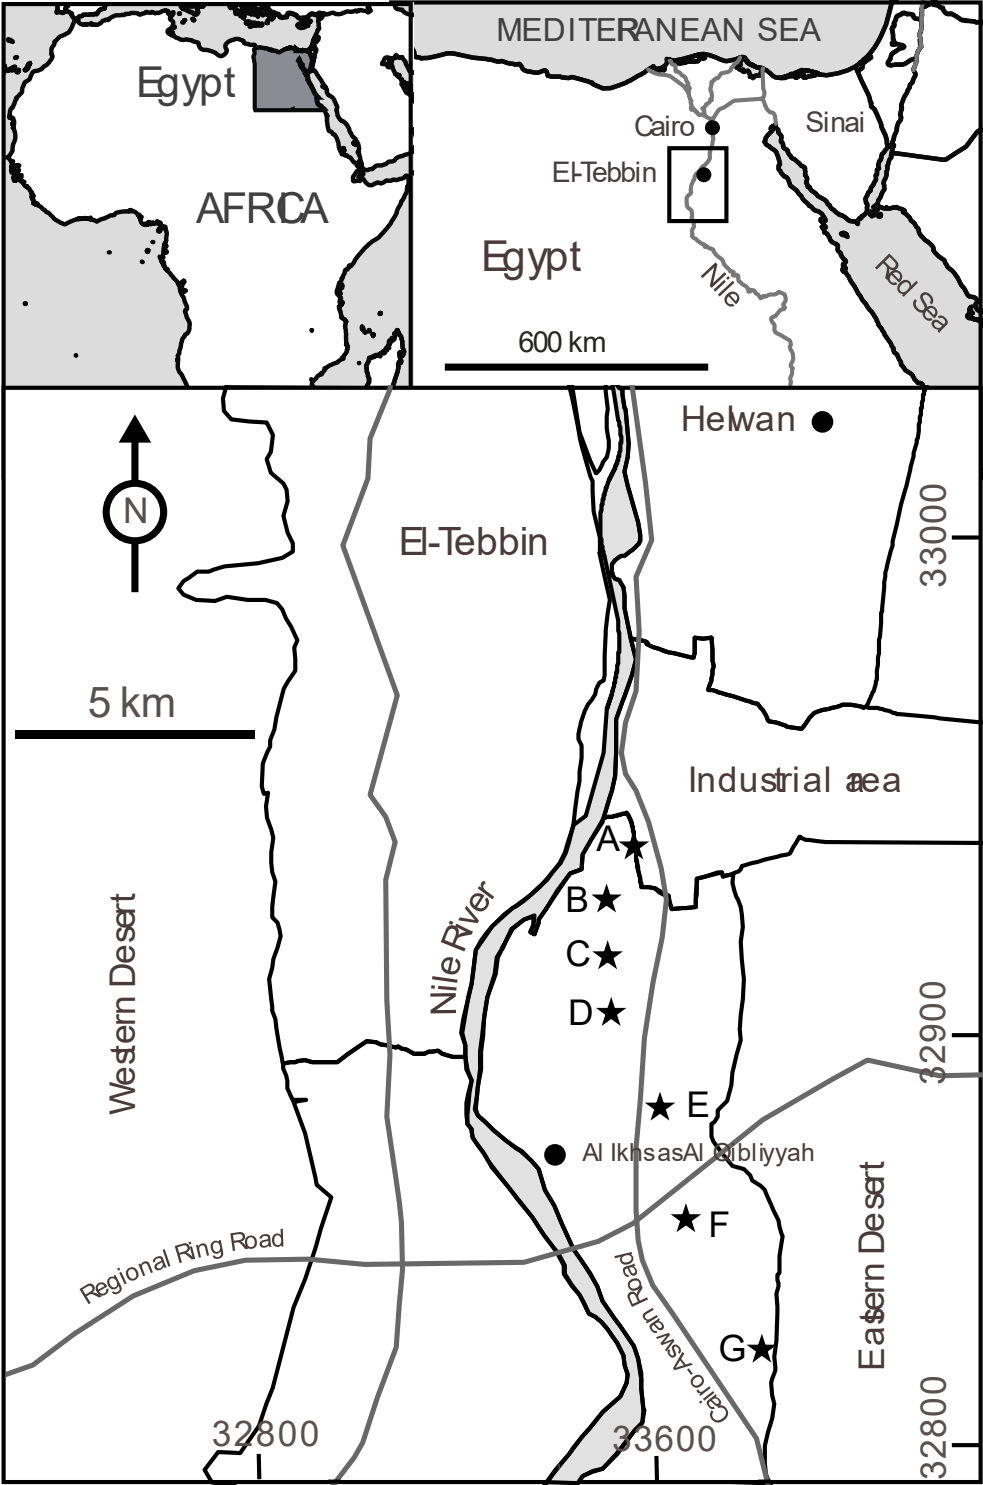 Egypt
AFRICA
MEDITERRANEAN SEA
Cairo
Sinai
El-Tebbin
Egypt
Nile
Red Sea
600 km
Helwan
N
El-Tebbin
33000
5 km
Industrial area
A
B
Nile River
C
Western Desert
D
32900
E
Al IkhsasAl Qibliyyah
F
Eastern Desert
Regional Ring Road
Cairo-Aswan Road
G
32800
33600
32800